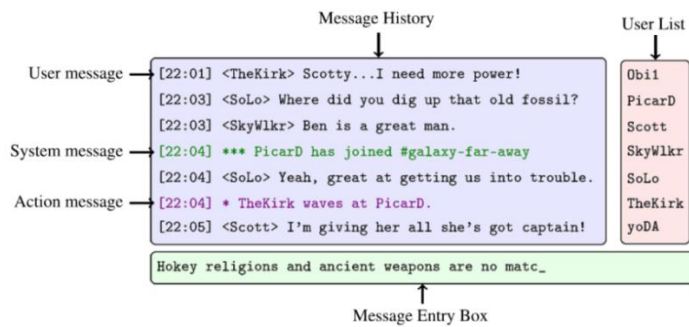 Message History
User List
User message
[22:01] <TheKirk> Scotty...I need more power!
[22:03] <SoLo> Where did you dig up that old fossil?
[22:03] <SkyWlkr> Ben is a great man.
System message
[22:04] *** PicarD has joined #galaxy-far-away
[22:04] <SoLo> Yeah, great at getting us into trouble.
Action message
[22:04] * TheKirk waves at PicarD.
[22:05] <Scott> I'm giving her all she's got captain!
Obi1
PicarD
Scott
SkyWlkr
SoLo
TheKirk
yoDA
Hokey religions and ancient weapons are no matc_
Message Entry Box